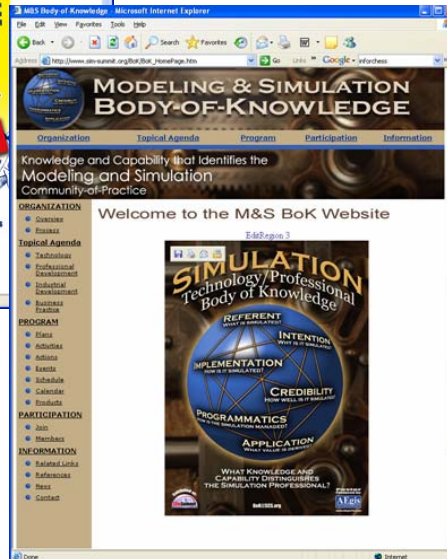 M&S Body-of-Knowledge - Microsoft Internet Explorer
File Edit View Favorites Tools Help
Back Search Favorites
Address http://www.sim-summit.org/BoK/BoK_HomePage.htm Go Links Google
MODELING & SIMULATION
BODY-OF-KNOWLEDGE
Organization Topical Agenda Program Participation Information
Knowledge and Capability that Identifies the
Modeling and Simulation
Community-of-Practice
ORGANIZATION
Overview
Process
Topical Agenda
Technology
Professional
Development
Industrial
Development
Business
Practice
PROGRAM
Plans
Activities
Actions
Events
Schedule
Calendar
Products
PARTICIPATION
Join
Members
INFORMATION
Related Links
References
News
Contact
Welcome to the M&S BoK Website
EditRegion 3
SIMULATION
Technology/Professional
Body of Knowledge
REFERENT
WHAT IS SIMULATED?
INTENTION
WHY IS IT SIMULATED?
IMPLEMENTATION
HOW IS IT SIMULATED?
CREDIBILITY
HOW WELL IS IT SIMULATED?
PROGRAMMATICS
HOW IS THE SIMULATION MANAGED?
APPLICATION
WHAT VALUE IS DERIVED?
WHAT KNOWLEDGE AND
CAPABILITY DISTINGUISHES
THE SIMULATION PROFESSIONAL?
AEgis
Done Internet